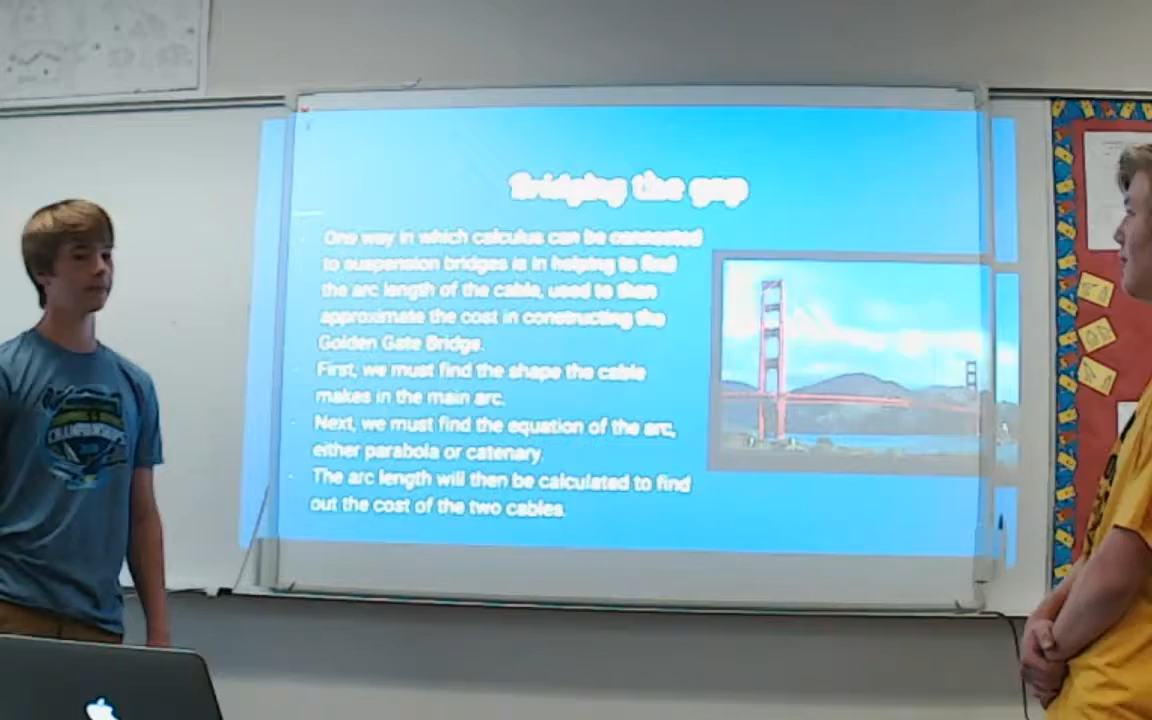 Bridging the gap
One way in which calculus can be connected
to suspension bridges is in helping to find
the arc length of the cable, used to then
approximate the cost in constructing the
Golden Gate Bridge.
First, we must find the shape the cable
makes in the main arc.
Next, we must find the equation of the arc,
either parabola or catenary.
The arc length will then be calculated to find
out the cost of the two cables.
CHAMPIONSHIPS